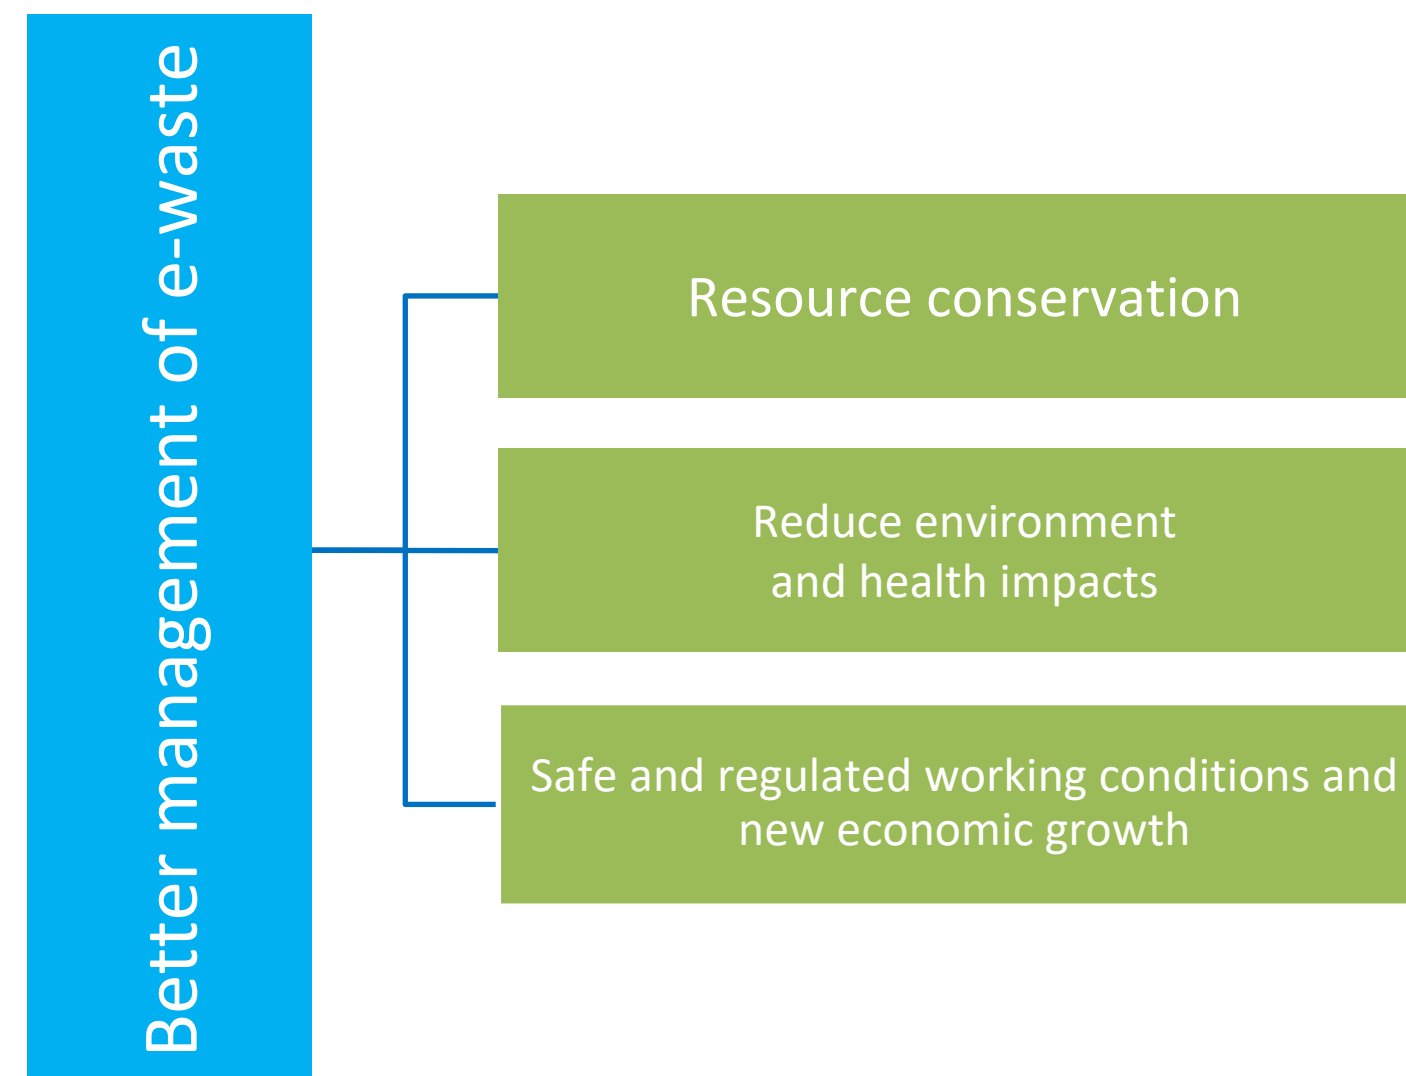 Better management of e-waste
Resource conservation
Reduce environment
and health impacts
Safe and regulated working conditions and
new economic growth